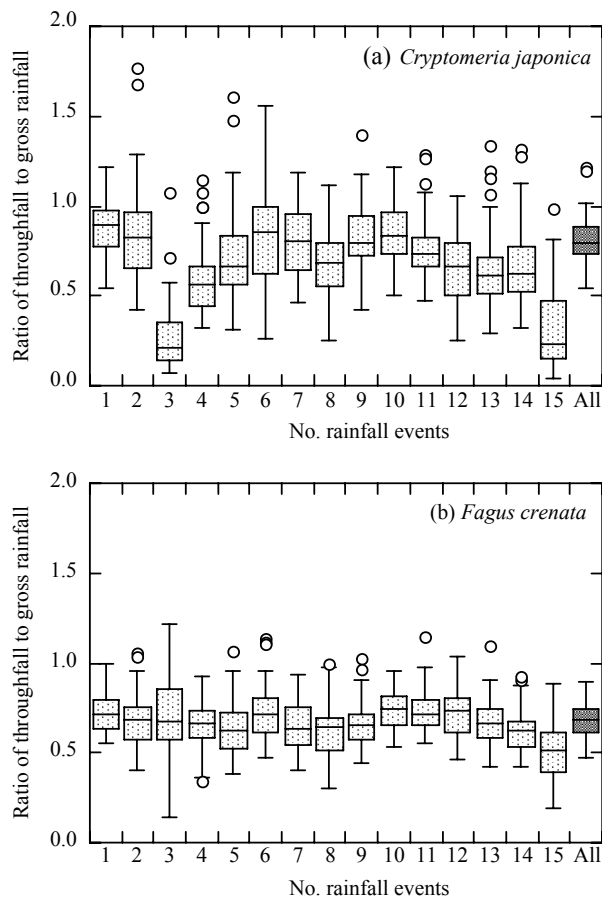 2.0
(a) Cryptomeria japonica
1.5
1.0
0.5
0.0
Ratio of throughfall to gross rainfall
1 2 3 4 5 6 7 8 9 10 11 12 13 14 15 All
No. rainfall events
2.0
(b) Fagus crenata
1.5
1.0
0.5
0.0
Ratio of throughfall to gross rainfall
1 2 3 4 5 6 7 8 9 10 11 12 13 14 15 All
No. rainfall events